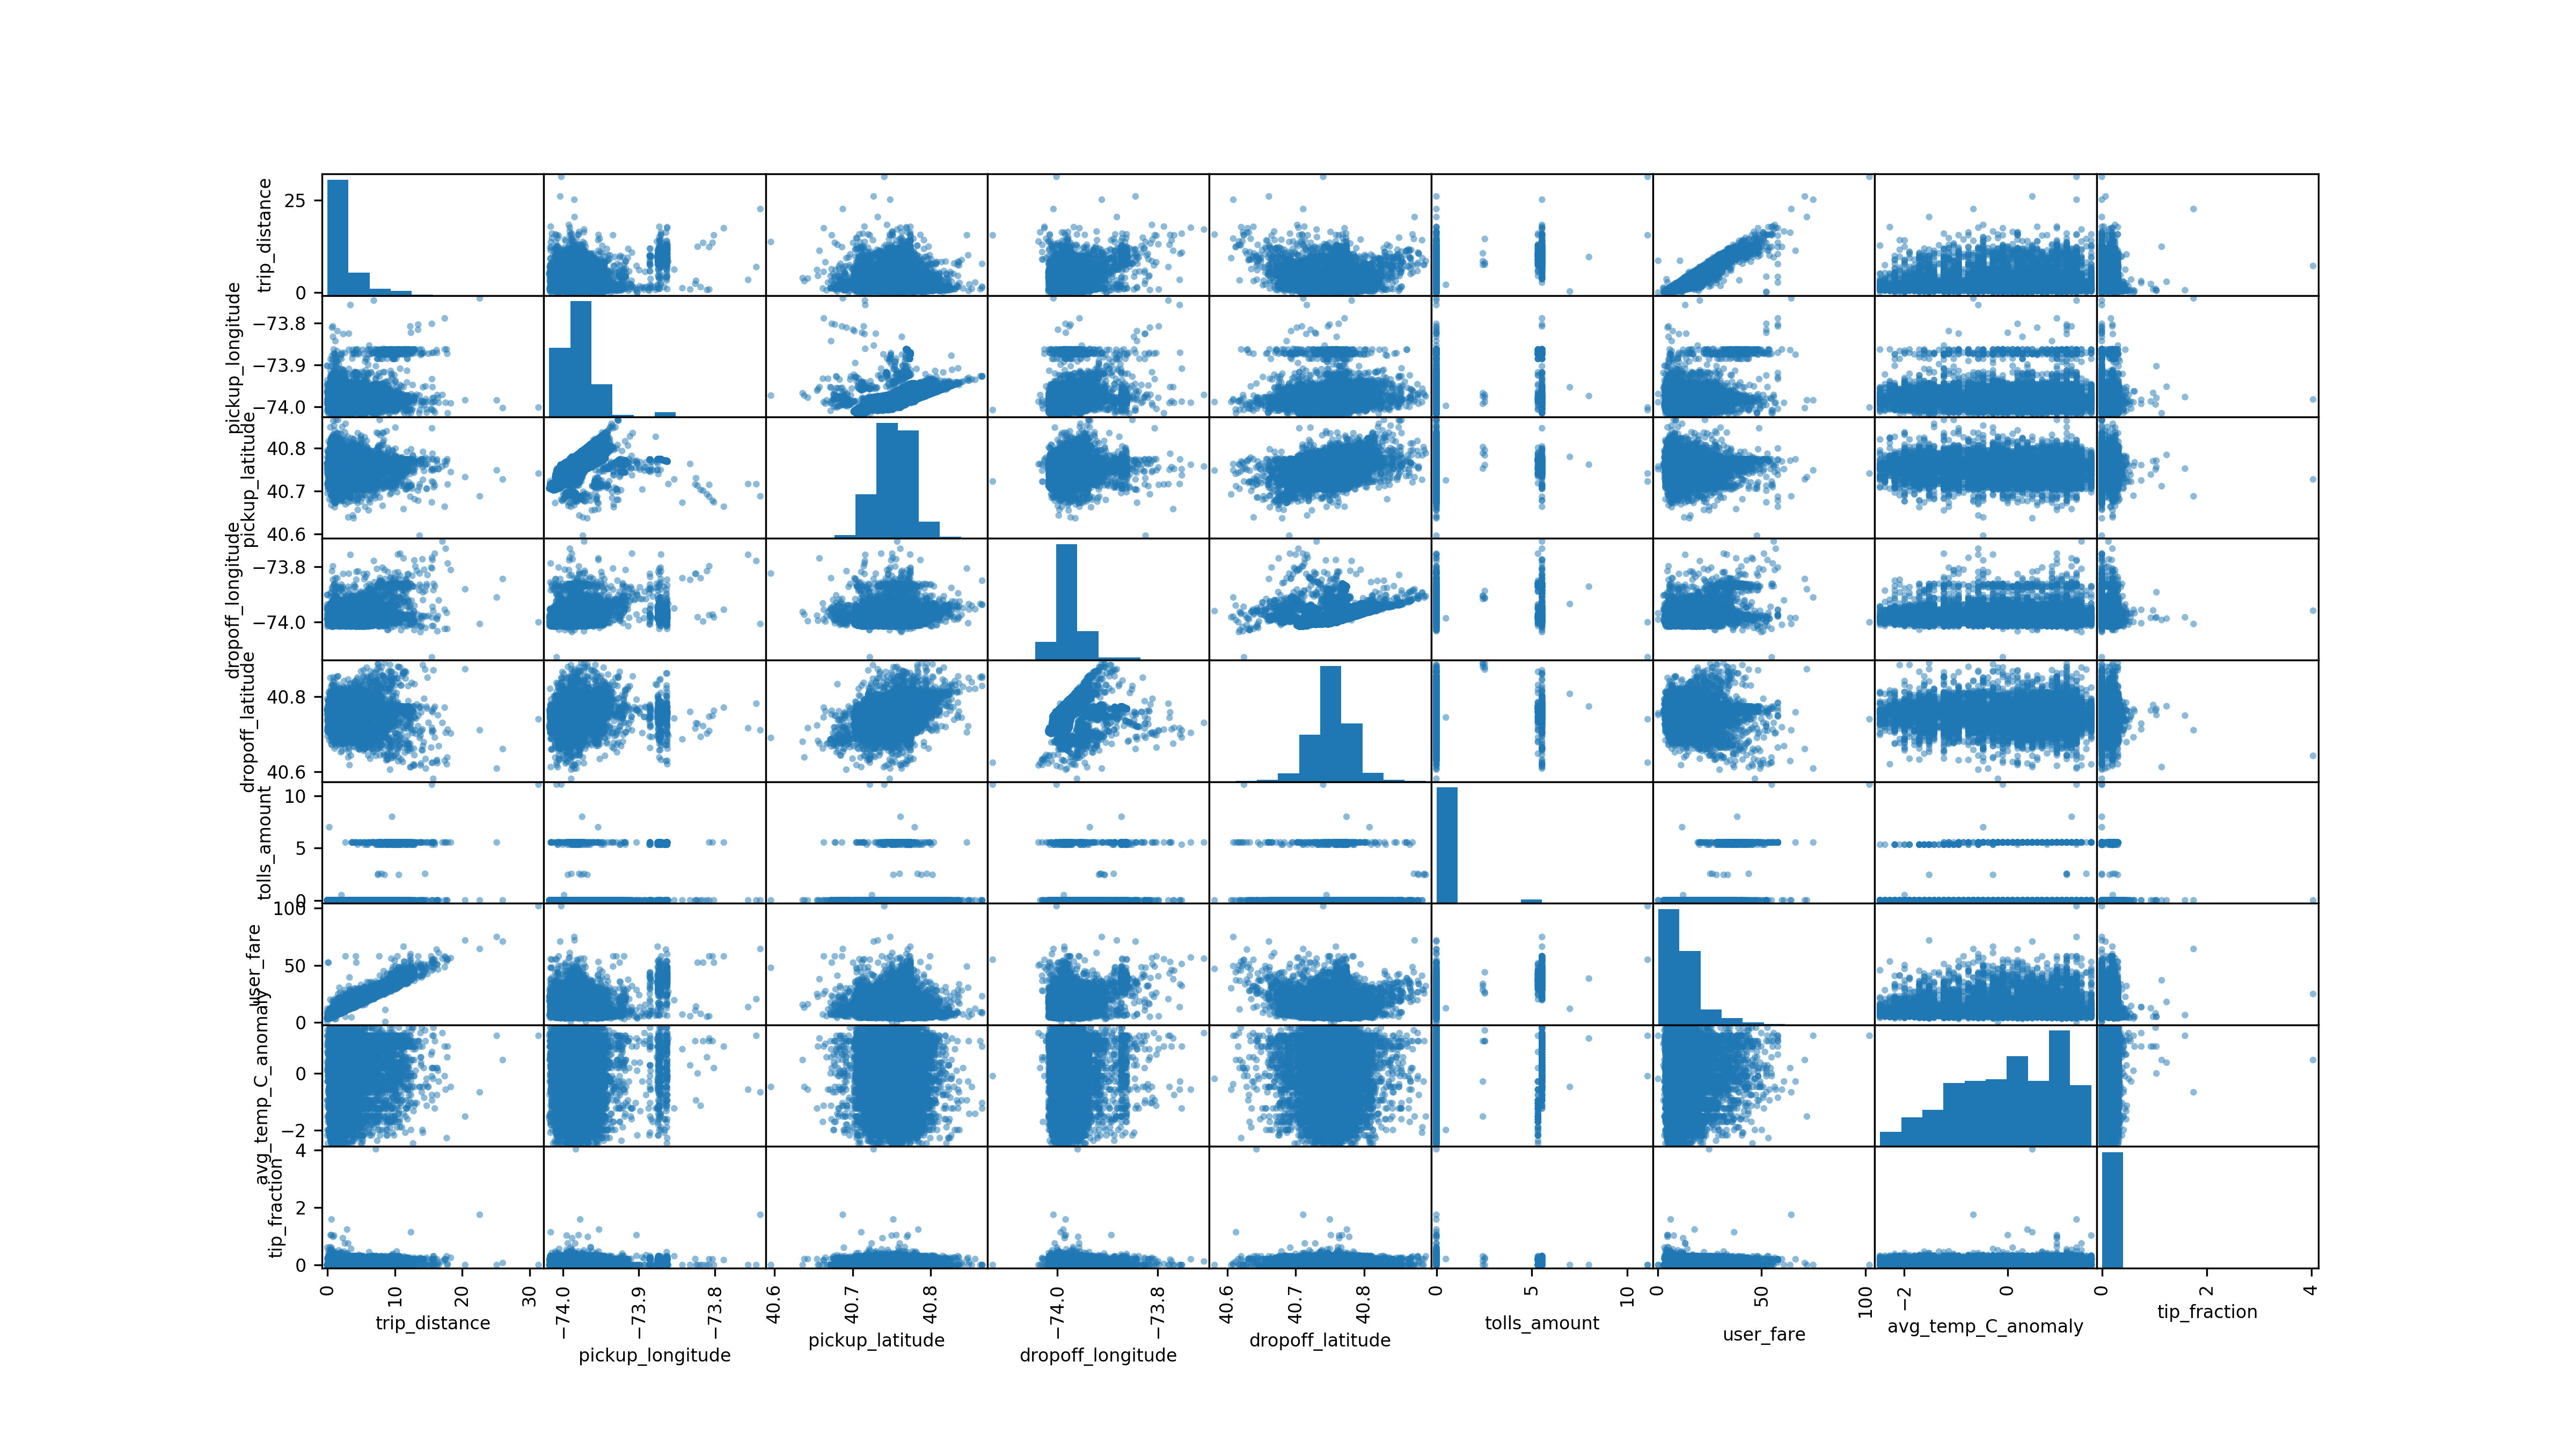 trip_distance
25
0
pickup_longitude
−73.8
−73.9
−74.0
pickup_latitude
40.8
40.7
40.6
dropoff_longitude
−73.8
−74.0
dropoff_latitude
40.8
40.6
tolls_amount
10
5
0
user_fare
100
50
0
avg_temp_C_anomaly
0
−2
tip_fraction
4
2
0
0 10 20 30 −74.0 −73.9 −73.8 40.6 40.7 40.8 −74.0 −73.8 40.6 40.7 40.8 0 5 10 0 50 100 −2 0 0 2 4
trip_distance pickup_longitude pickup_latitude dropoff_longitude dropoff_latitude tolls_amount user_fare avg_temp_C_anomaly tip_fraction